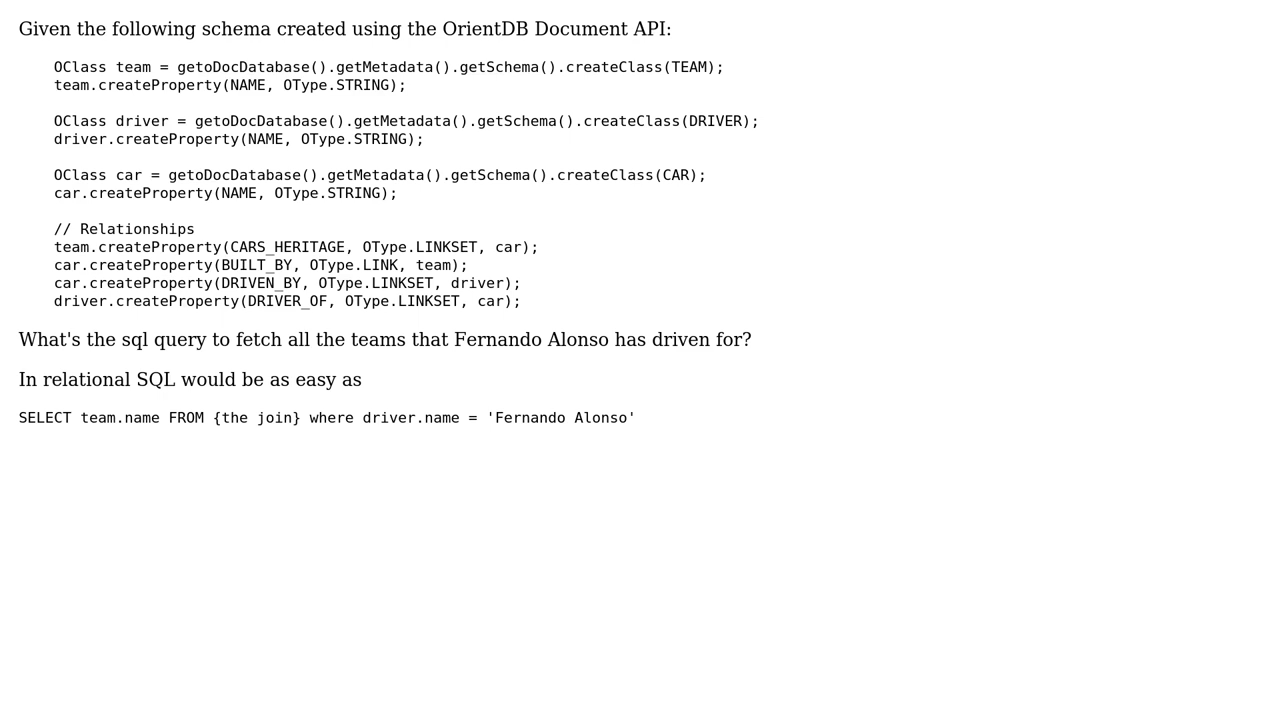 Given the following schema created using the OrientDB Document API:
OClass team = getoDocDatabase().getMetadata().getSchema().createClass(TEAM);
team.createProperty(NAME, OType.STRING);
OClass driver = getoDocDatabase().getMetadata().getSchema().createClass(DRIVER);
driver.createProperty(NAME, OType.STRING);
OClass car = getoDocDatabase().getMetadata().getSchema().createClass(CAR);
car.createProperty(NAME, OType.STRING);
// Relationships
team.createProperty(CARS_HERITAGE, OType.LINKSET, car);
car.createProperty(BUILT_BY, OType.LINK, team);
car.createProperty(DRIVEN_BY, OType.LINKSET, driver);
driver.createProperty(DRIVER_OF, OType.LINKSET, car);
What's the sql query to fetch all the teams that Fernando Alonso has driven for?
In relational SQL would be as easy as
SELECT team.name FROM {the join} where driver.name = 'Fernando Alonso'